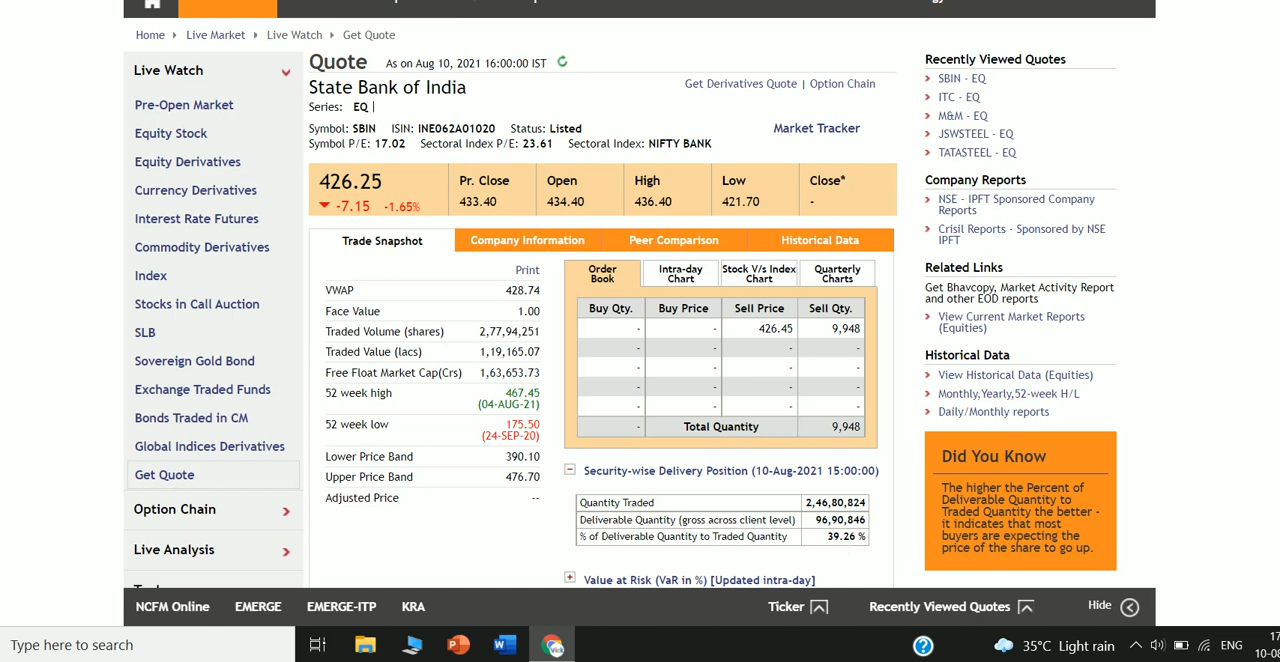 Home Live Market Live Watch Get Quote
Live Watch
Pre-Open Market
Equity Stock
Equity Derivatives
Currency Derivatives
Interest Rate Futures
Commodity Derivatives
Index
Stocks in Call Auction
SLB
Sovereign Gold Bond
Exchange Traded Funds
Bonds Traded in CM
Global Indices Derivatives
Get Quote
Option Chain
Live Analysis
Quote As on Aug 10, 2021 16:00:00 IST
State Bank of India
Get Derivatives Quote | Option Chain
Series: EQ |
Symbol: SBIN ISIN: INE062A01020 Status: Listed
Market Tracker
Symbol P/E: 17.02 Sectoral Index P/E: 23.61 Sectoral Index: NIFTY BANK
426.25 Pr. Close Open High Low Close*
-7.15 -1.65% 433.40 434.40 436.40 421.70 -
Trade Snapshot Company Information Peer Comparison Historical Data
Print
VWAP 428.74
Face Value 1.00
Traded Volume (shares) 2,77,94,251
Traded Value (lacs) 1,19,165.07
Free Float Market Cap(Crs) 1,63,653.73
52 week high 467.45
(04-AUG-21)
52 week low 175.50
(24-SEP-20)
Lower Price Band 390.10
Upper Price Band 476.70
Adjusted Price --
Order Book Intra-day Chart Stock V/s Index Chart Quarterly Charts
Buy Qty. Buy Price Sell Price Sell Qty.
- - 426.45 9,948
- - - -
- - - -
- - - -
- - - -
- Total Quantity 9,948
Security-wise Delivery Position (10-Aug-2021 15:00:00)
Quantity Traded 2,46,80,824
Deliverable Quantity (gross across client level) 96,90,846
% of Deliverable Quantity to Traded Quantity 39.26 %
Value at Risk (VaR in %) [Updated intra-day]
Recently Viewed Quotes
SBIN - EQ
ITC - EQ
M&M - EQ
JSWSTEEL - EQ
TATASTEEL - EQ
Company Reports
NSE - IPFT Sponsored Company
Reports
Crisil Reports - Sponsored by NSE
IPFT
Related Links
Get Bhavcopy, Market Activity Report
and other EOD reports
View Current Market Reports
(Equities)
Historical Data
View Historical Data (Equities)
Monthly,Yearly,52-week H/L
Daily/Monthly reports
Did You Know
The higher the Percent of
Deliverable Quantity to
Traded Quantity the better -
it indicates that most
buyers are expecting the
price of the share to go up.
NCFM Online EMERGE EMERGE-ITP KRA Ticker Recently Viewed Quotes Hide
Type here to search 35°C Light rain ENG